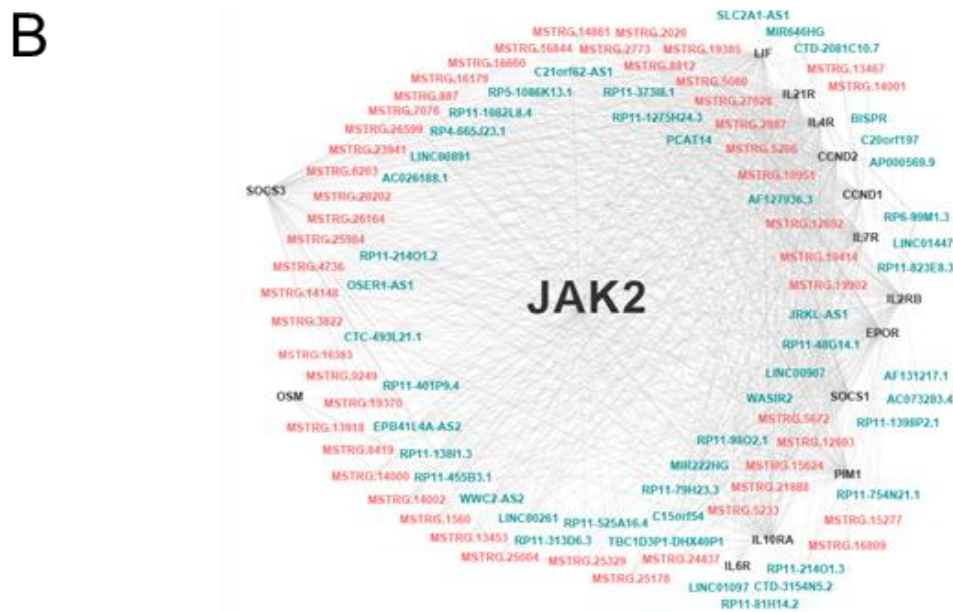 B
SLC2A1-AS1
MSTRG.14861 MSTRG.2020
MIR646HG
MSTRG.16844 MSTRG.2773 MSTRG.19385 LIF CTD-2081C10.7
MSTRG.16660 MSTRG.8812 MSTRG.13467
MSTRG.16179 C21orf62-AS1 MSTRG.5060 MSTRG.14001
MSTRG.887 RP5-1086K13.1 RP11-373I8.1 MSTRG.27028 IL21R
MSTRG.7076 RP11-1082L8.4 RP11-1275H24.3 MSTRG.2087 IL4R BISPR
MSTRG.26599 RP4-665J23.1 PCAT14 MSTRG.5206 C20orf197
MSTRG.23941 LINC00891 CCND2 AP000569.9
MSTRG.6203 AC026188.1 MSTRG.10951
SOCS3 MSTRG.20202 AF127936.3 CCND1
MSTRG.26164 MSTRG.12692 RP6-99M1.3
MSTRG.25984 IL7R LINC01447
MSTRG.4736 RP11-214O1.2 MSTRG.19414 RP11-823E8.3
MSTRG.14148 OSER1-AS1 MSTRG.19902
JAK2 IL2RB
MSTRG.3822 JRKL-AS1
CTC-493L21.1 RP11-48G14.1 EPOR
MSTRG.16383
MSTRG.9249 RP11-401P9.4 LINC00907 AF131217.1
OSM MSTRG.19370 WASIR2 SOCS1 AC073283.4
MSTRG.13918 EPB41L4A-AS2 MSTRG.5672 RP11-1398P2.1
MSTRG.8419 RP11-138I1.3 RP11-98O2.1 MSTRG.12693
MSTRG.14000 RP11-455B3.1 MIR222HG MSTRG.15624 PIM1
MSTRG.14002 WWC2-AS2 RP11-79H23.3 MSTRG.21888 RP11-754N21.1
MSTRG.1560 LINC00261 RP11-525A16.4 C15orf54 MSTRG.5233 MSTRG.15277
MSTRG.13453 RP11-313D6.3 TBC1D3P1-DHX40P1 IL10RA MSTRG.16809
MSTRG.25004 MSTRG.25329 MSTRG.24437 IL6R RP11-214O1.3
MSTRG.25178 LINC01097 CTD-3154N5.2
RP11-81H14.2